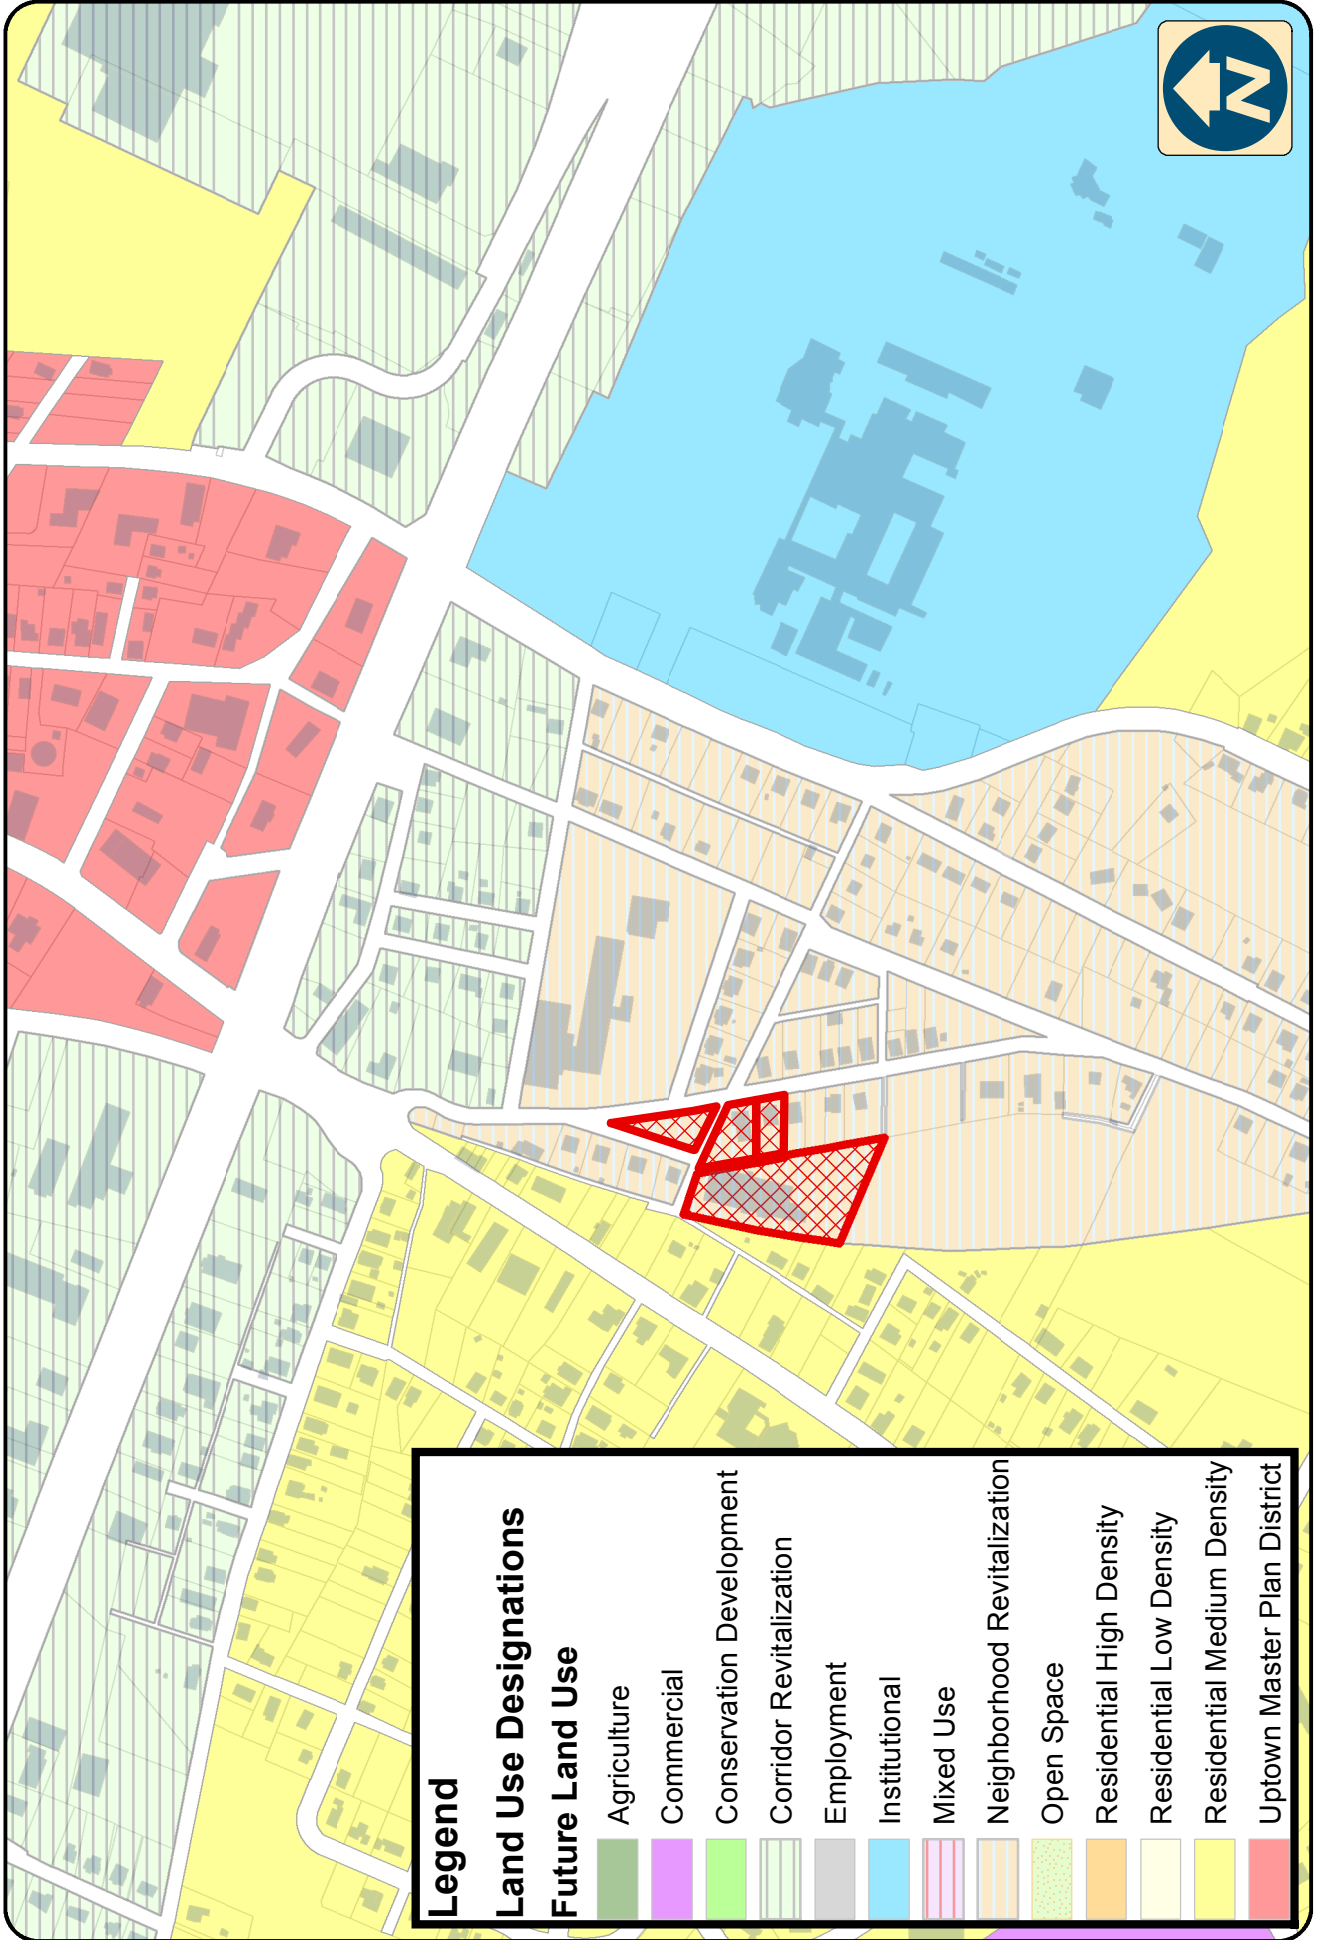 Legend
Land Use Designations
Future Land Use
Agriculture
Commercial
Conservation Development
Corridor Revitalization
Employment
Institutional
Mixed Use
Neighborhood Revitalization
Open Space
Residential High Density
Residential Low Density
Residential Medium Density
Uptown Master Plan District
N